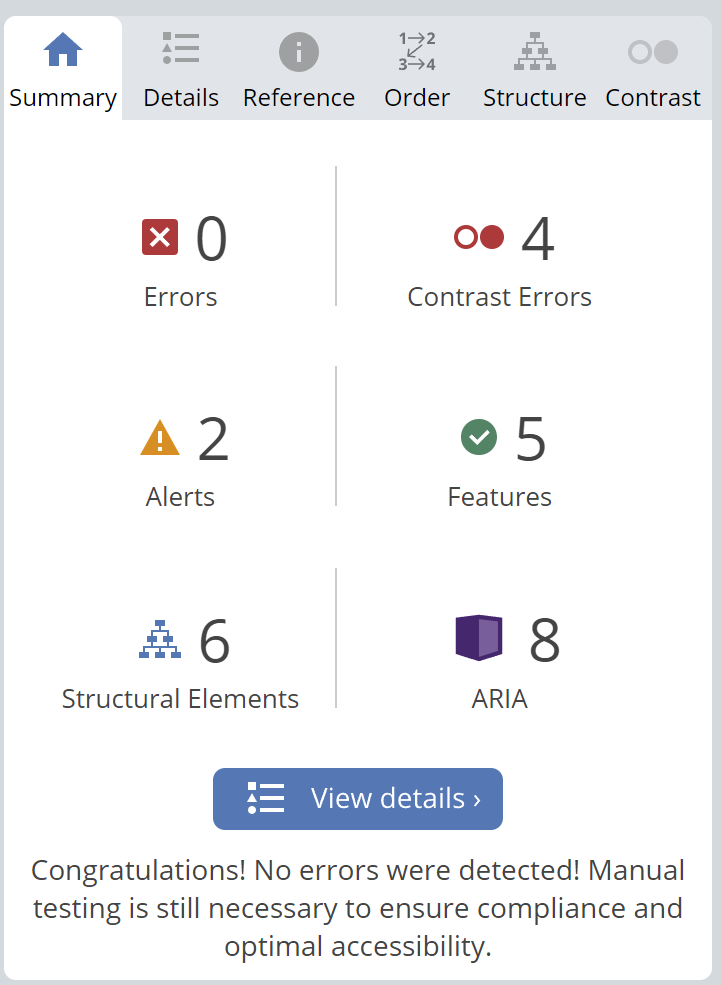 1→2
3→4
Summary Details Reference Order Structure Contrast
0 4
Errors Contrast Errors
2 5
Alerts Features
6 8
Structural Elements ARIA
View details ›
Congratulations! No errors were detected! Manual
testing is still necessary to ensure compliance and
optimal accessibility.